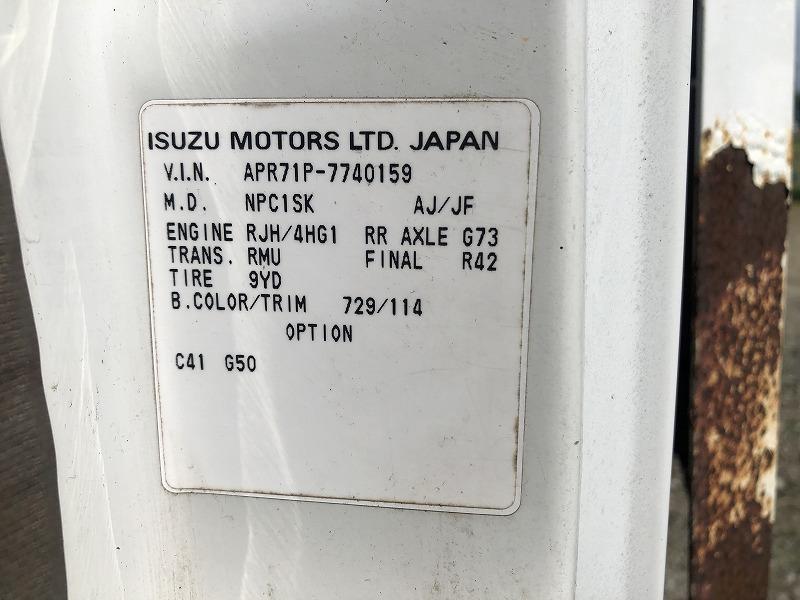 ISUZU MOTORS LTD. JAPAN
V.I.N. APR71P-7740159
M.D. NPC1SK AJ/JF
ENGINE RJH/4HG1 RR AXLE G73
TRANS. RMU FINAL R42
TIRE 9YD
B.COLOR/TRIM 729/114
OPTION
C41 G50